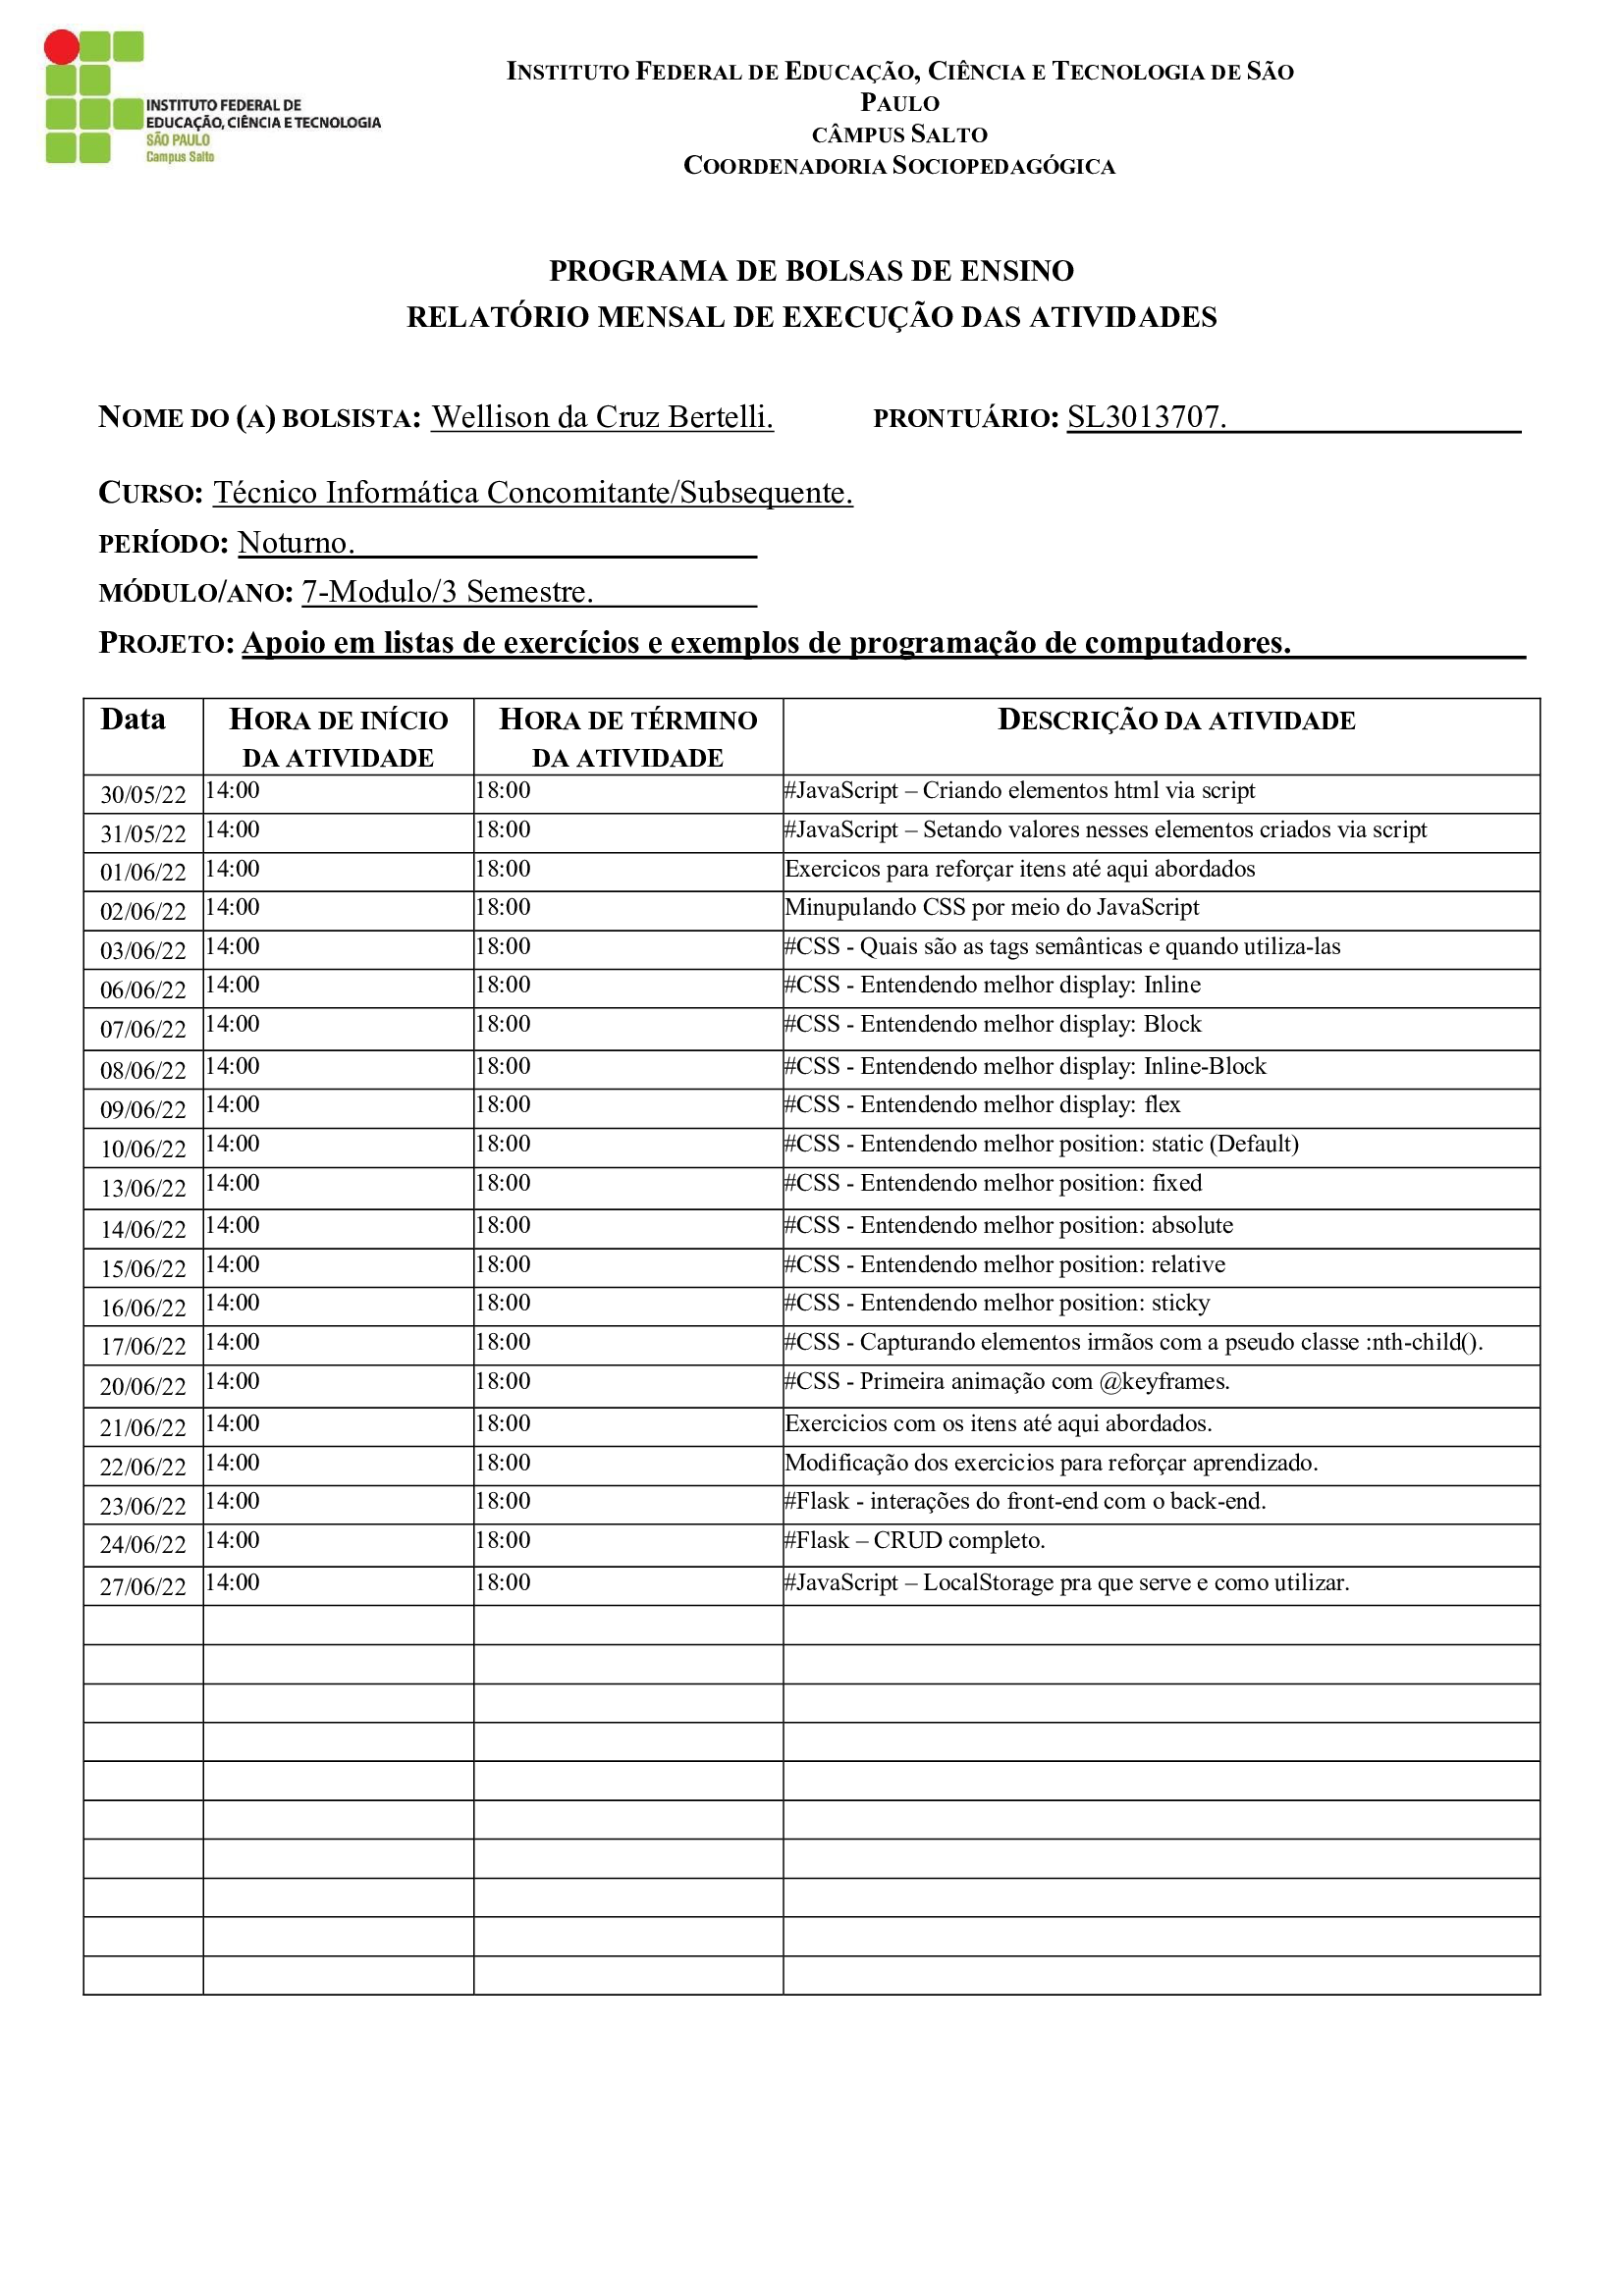 INSTITUTO FEDERAL DE
EDUCAÇÃO, CIÊNCIA E TECNOLOGIA
SÃO PAULO
Campus Salto
INSTITUTO FEDERAL DE EDUCAÇÃO, CIÊNCIA E TECNOLOGIA DE SÃO
PAULO
CÂMPUS SALTO
COORDENADORIA SOCIOPEDAGÓGICA
PROGRAMA DE BOLSAS DE ENSINO
RELATÓRIO MENSAL DE EXECUÇÃO DAS ATIVIDADES
NOME DO (A) BOLSISTA: Wellison da Cruz Bertelli. PRONTUÁRIO: SL3013707.
CURSO: Técnico Informática Concomitante/Subsequente.
PERÍODO: Noturno.
MÓDULO/ANO: 7-Modulo/3 Semestre.
PROJETO: Apoio em listas de exercícios e exemplos de programação de computadores.
Data HORA DE INÍCIO DA ATIVIDADE HORA DE TÉRMINO DA ATIVIDADE DESCRIÇÃO DA ATIVIDADE
30/05/22 14:00 18:00 #JavaScript – Criando elementos html via script
31/05/22 14:00 18:00 #JavaScript – Setando valores nesses elementos criados via script
01/06/22 14:00 18:00 Exercicos para reforçar itens até aqui abordados
02/06/22 14:00 18:00 Minupulando CSS por meio do JavaScript
03/06/22 14:00 18:00 #CSS - Quais são as tags semânticas e quando utiliza-las
06/06/22 14:00 18:00 #CSS - Entendendo melhor display: Inline
07/06/22 14:00 18:00 #CSS - Entendendo melhor display: Block
08/06/22 14:00 18:00 #CSS - Entendendo melhor display: Inline-Block
09/06/22 14:00 18:00 #CSS - Entendendo melhor display: flex
10/06/22 14:00 18:00 #CSS - Entendendo melhor position: static (Default)
13/06/22 14:00 18:00 #CSS - Entendendo melhor position: fixed
14/06/22 14:00 18:00 #CSS - Entendendo melhor position: absolute
15/06/22 14:00 18:00 #CSS - Entendendo melhor position: relative
16/06/22 14:00 18:00 #CSS - Entendendo melhor position: sticky
17/06/22 14:00 18:00 #CSS - Capturando elementos irmãos com a pseudo classe :nth-child().
20/06/22 14:00 18:00 #CSS - Primeira animação com @keyframes.
21/06/22 14:00 18:00 Exercicios com os itens até aqui abordados.
22/06/22 14:00 18:00 Modificação dos exercicios para reforçar aprendizado.
23/06/22 14:00 18:00 #Flask - interações do front-end com o back-end.
24/06/22 14:00 18:00 #Flask – CRUD completo.
27/06/22 14:00 18:00 #JavaScript – LocalStorage pra que serve e como utilizar.